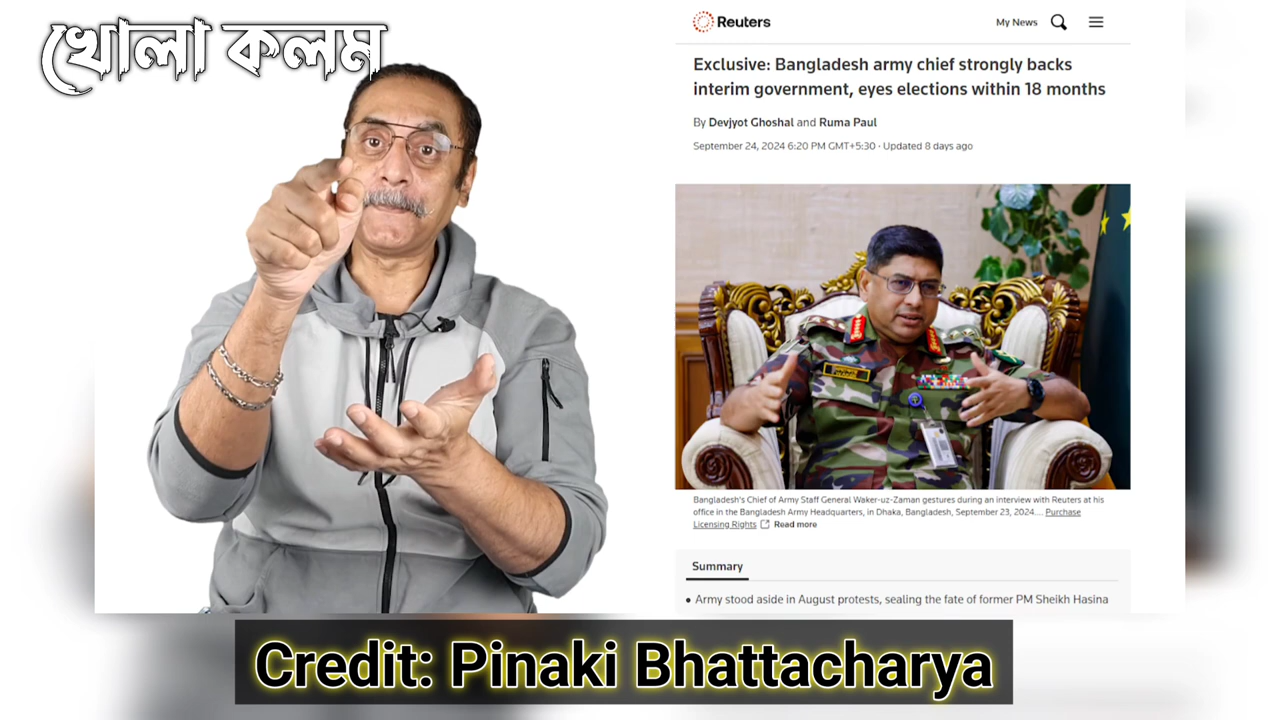 খোলা কলম
Reuters
My News
Exclusive: Bangladesh army chief strongly backs
interim government, eyes elections within 18 months
By Devjyot Ghoshal and Ruma Paul
September 24, 2024 6:20 PM GMT+5:30 · Updated 8 days ago
Bangladesh's Chief of Army Staff General Waker-uz-Zaman gestures during an interview with Reuters at his
office in the Bangladesh Army Headquarters, in Dhaka, Bangladesh, September 23, 2024.... Purchase
Licensing Rights Read more
Summary
• Army stood aside in August protests, sealing the fate of former PM Sheikh Hasina
Credit: Pinaki Bhattacharya